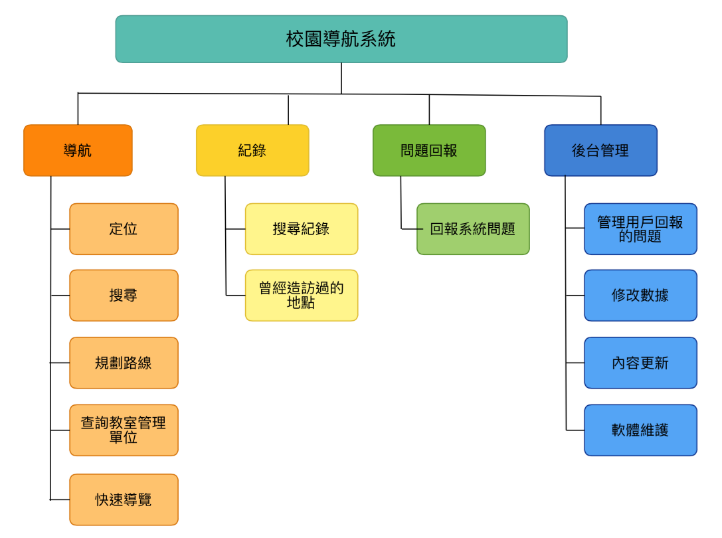 校園導航系統
導航
紀錄
問題回報
後台管理
定位
搜尋
規劃路線
查詢教室管理
單位
快速導覽
搜尋紀錄
曾經造訪過的
地點
回報系統問題
管理用戶回報
的問題
修改數據
內容更新
軟體維護